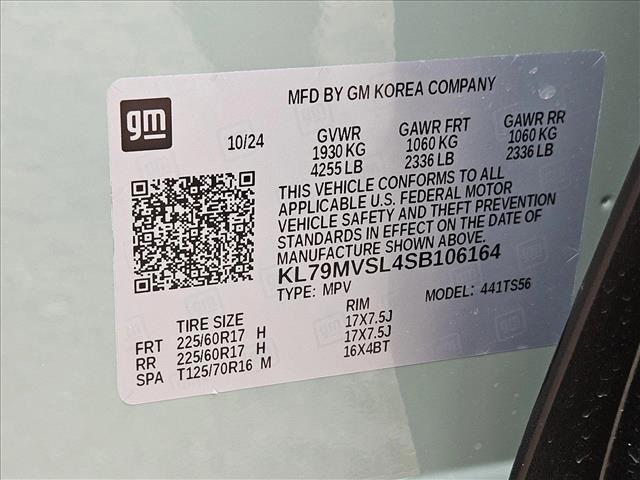 MFD BY GM KOREA COMPANY
gm
10/24
GVWR GAWR FRT GAWR RR
1930 KG 1060 KG 1060 KG
4255 LB 2336 LB 2336 LB
THIS VEHICLE CONFORMS TO ALL
APPLICABLE U.S. FEDERAL MOTOR
VEHICLE SAFETY AND THEFT PREVENTION
STANDARDS IN EFFECT ON THE DATE OF
MANUFACTURE SHOWN ABOVE.
KL79MVSL4SB106164
TYPE: MPV MODEL: 441TS56
TIRE SIZE RIM
FRT 225/60R17 H 17X7.5J
RR 225/60R17 H 17X7.5J
SPA T125/70R16 M 16X4BT